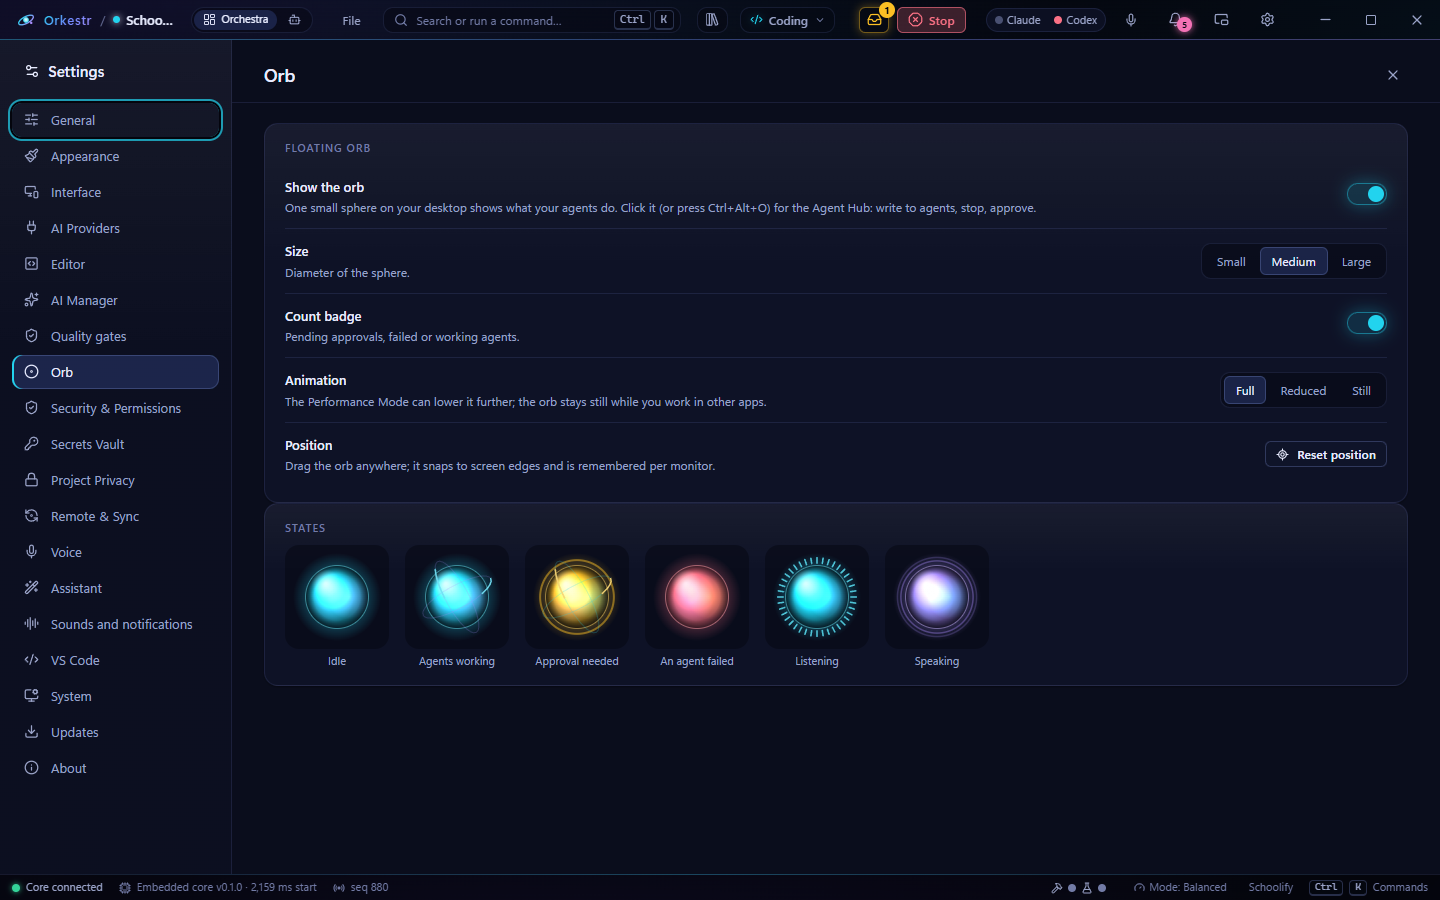 Orkestr / Schoo...
Orchestra
File
Search or run a command... Ctrl K
Coding
1
Stop
Claude Codex
5
Settings
General
Appearance
Interface
AI Providers
Editor
AI Manager
Quality gates
Orb
Security & Permissions
Secrets Vault
Project Privacy
Remote & Sync
Voice
Assistant
Sounds and notifications
VS Code
System
Updates
About
Orb
FLOATING ORB
Show the orb
One small sphere on your desktop shows what your agents do. Click it (or press Ctrl+Alt+O) for the Agent Hub: write to agents, stop, approve.
Size
Diameter of the sphere.
Small Medium Large
Count badge
Pending approvals, failed or working agents.
Animation
The Performance Mode can lower it further; the orb stays still while you work in other apps.
Full Reduced Still
Position
Drag the orb anywhere; it snaps to screen edges and is remembered per monitor.
Reset position
STATES
Idle
Agents working
Approval needed
An agent failed
Listening
Speaking
Core connected
Embedded core v0.1.0 · 2,159 ms start
seq 880
Mode: Balanced
Schoolify
Ctrl K Commands